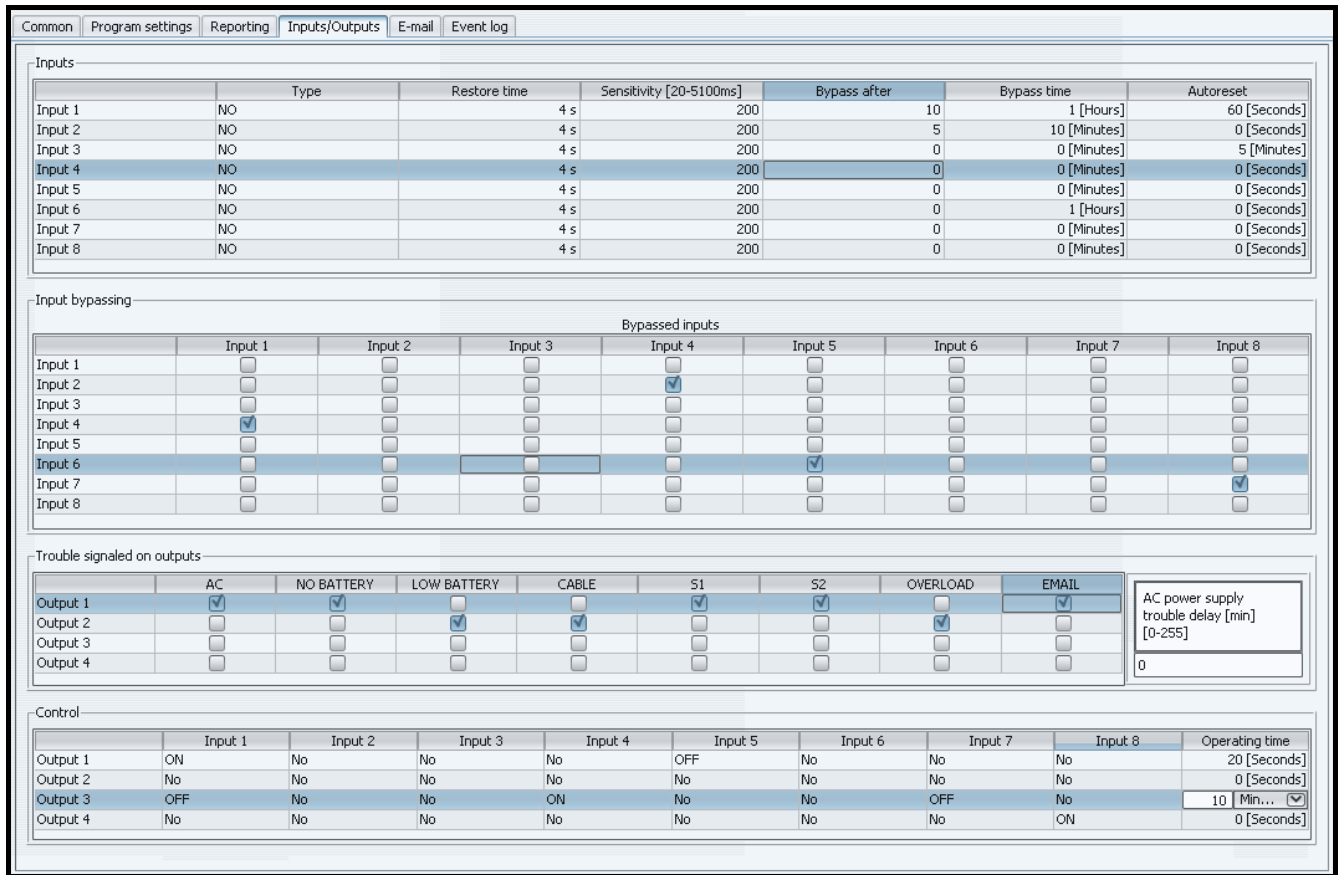 Common Program settings Reporting Inputs/Outputs E-mail Event log
Inputs
Type Restore time Sensitivity [20-5100ms] Bypass after Bypass time Autoreset
Input 1 NO 4 s 200 10 1 [Hours] 60 [Seconds]
Input 2 NO 4 s 200 5 10 [Minutes] 0 [Seconds]
Input 3 NO 4 s 200 0 0 [Minutes] 5 [Minutes]
Input 4 NO 4 s 200 0 0 [Minutes] 0 [Seconds]
Input 5 NO 4 s 200 0 0 [Minutes] 0 [Seconds]
Input 6 NO 4 s 200 0 1 [Hours] 0 [Seconds]
Input 7 NO 4 s 200 0 0 [Minutes] 0 [Seconds]
Input 8 NO 4 s 200 0 0 [Minutes] 0 [Seconds]
Input bypassing
Bypassed inputs
Input 1 Input 2 Input 3 Input 4 Input 5 Input 6 Input 7 Input 8
Input 1
Input 2
Input 3
Input 4
Input 5
Input 6
Input 7
Input 8
Trouble signaled on outputs
AC NO BATTERY LOW BATTERY CABLE S1 S2 OVERLOAD EMAIL
Output 1
Output 2
Output 3
Output 4
AC power supply
trouble delay [min]
[0-255]
0
Control
Input 1 Input 2 Input 3 Input 4 Input 5 Input 6 Input 7 Input 8 Operating time
Output 1 ON No No No OFF No No No 20 [Seconds]
Output 2 No No No No No No No No 0 [Seconds]
Output 3 OFF No No ON No No OFF No 10 Min...
Output 4 No No No No No No No ON 0 [Seconds]